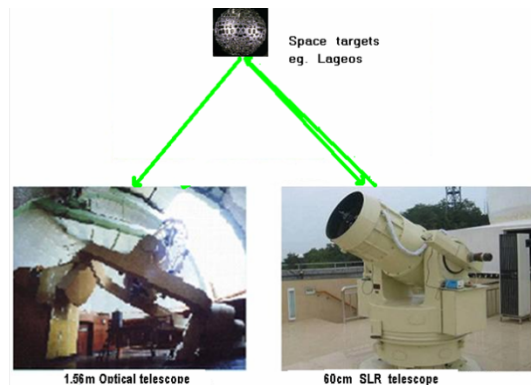 Space targets
eg. Lageos
1.56m Optical telescope
60cm SLR telescope